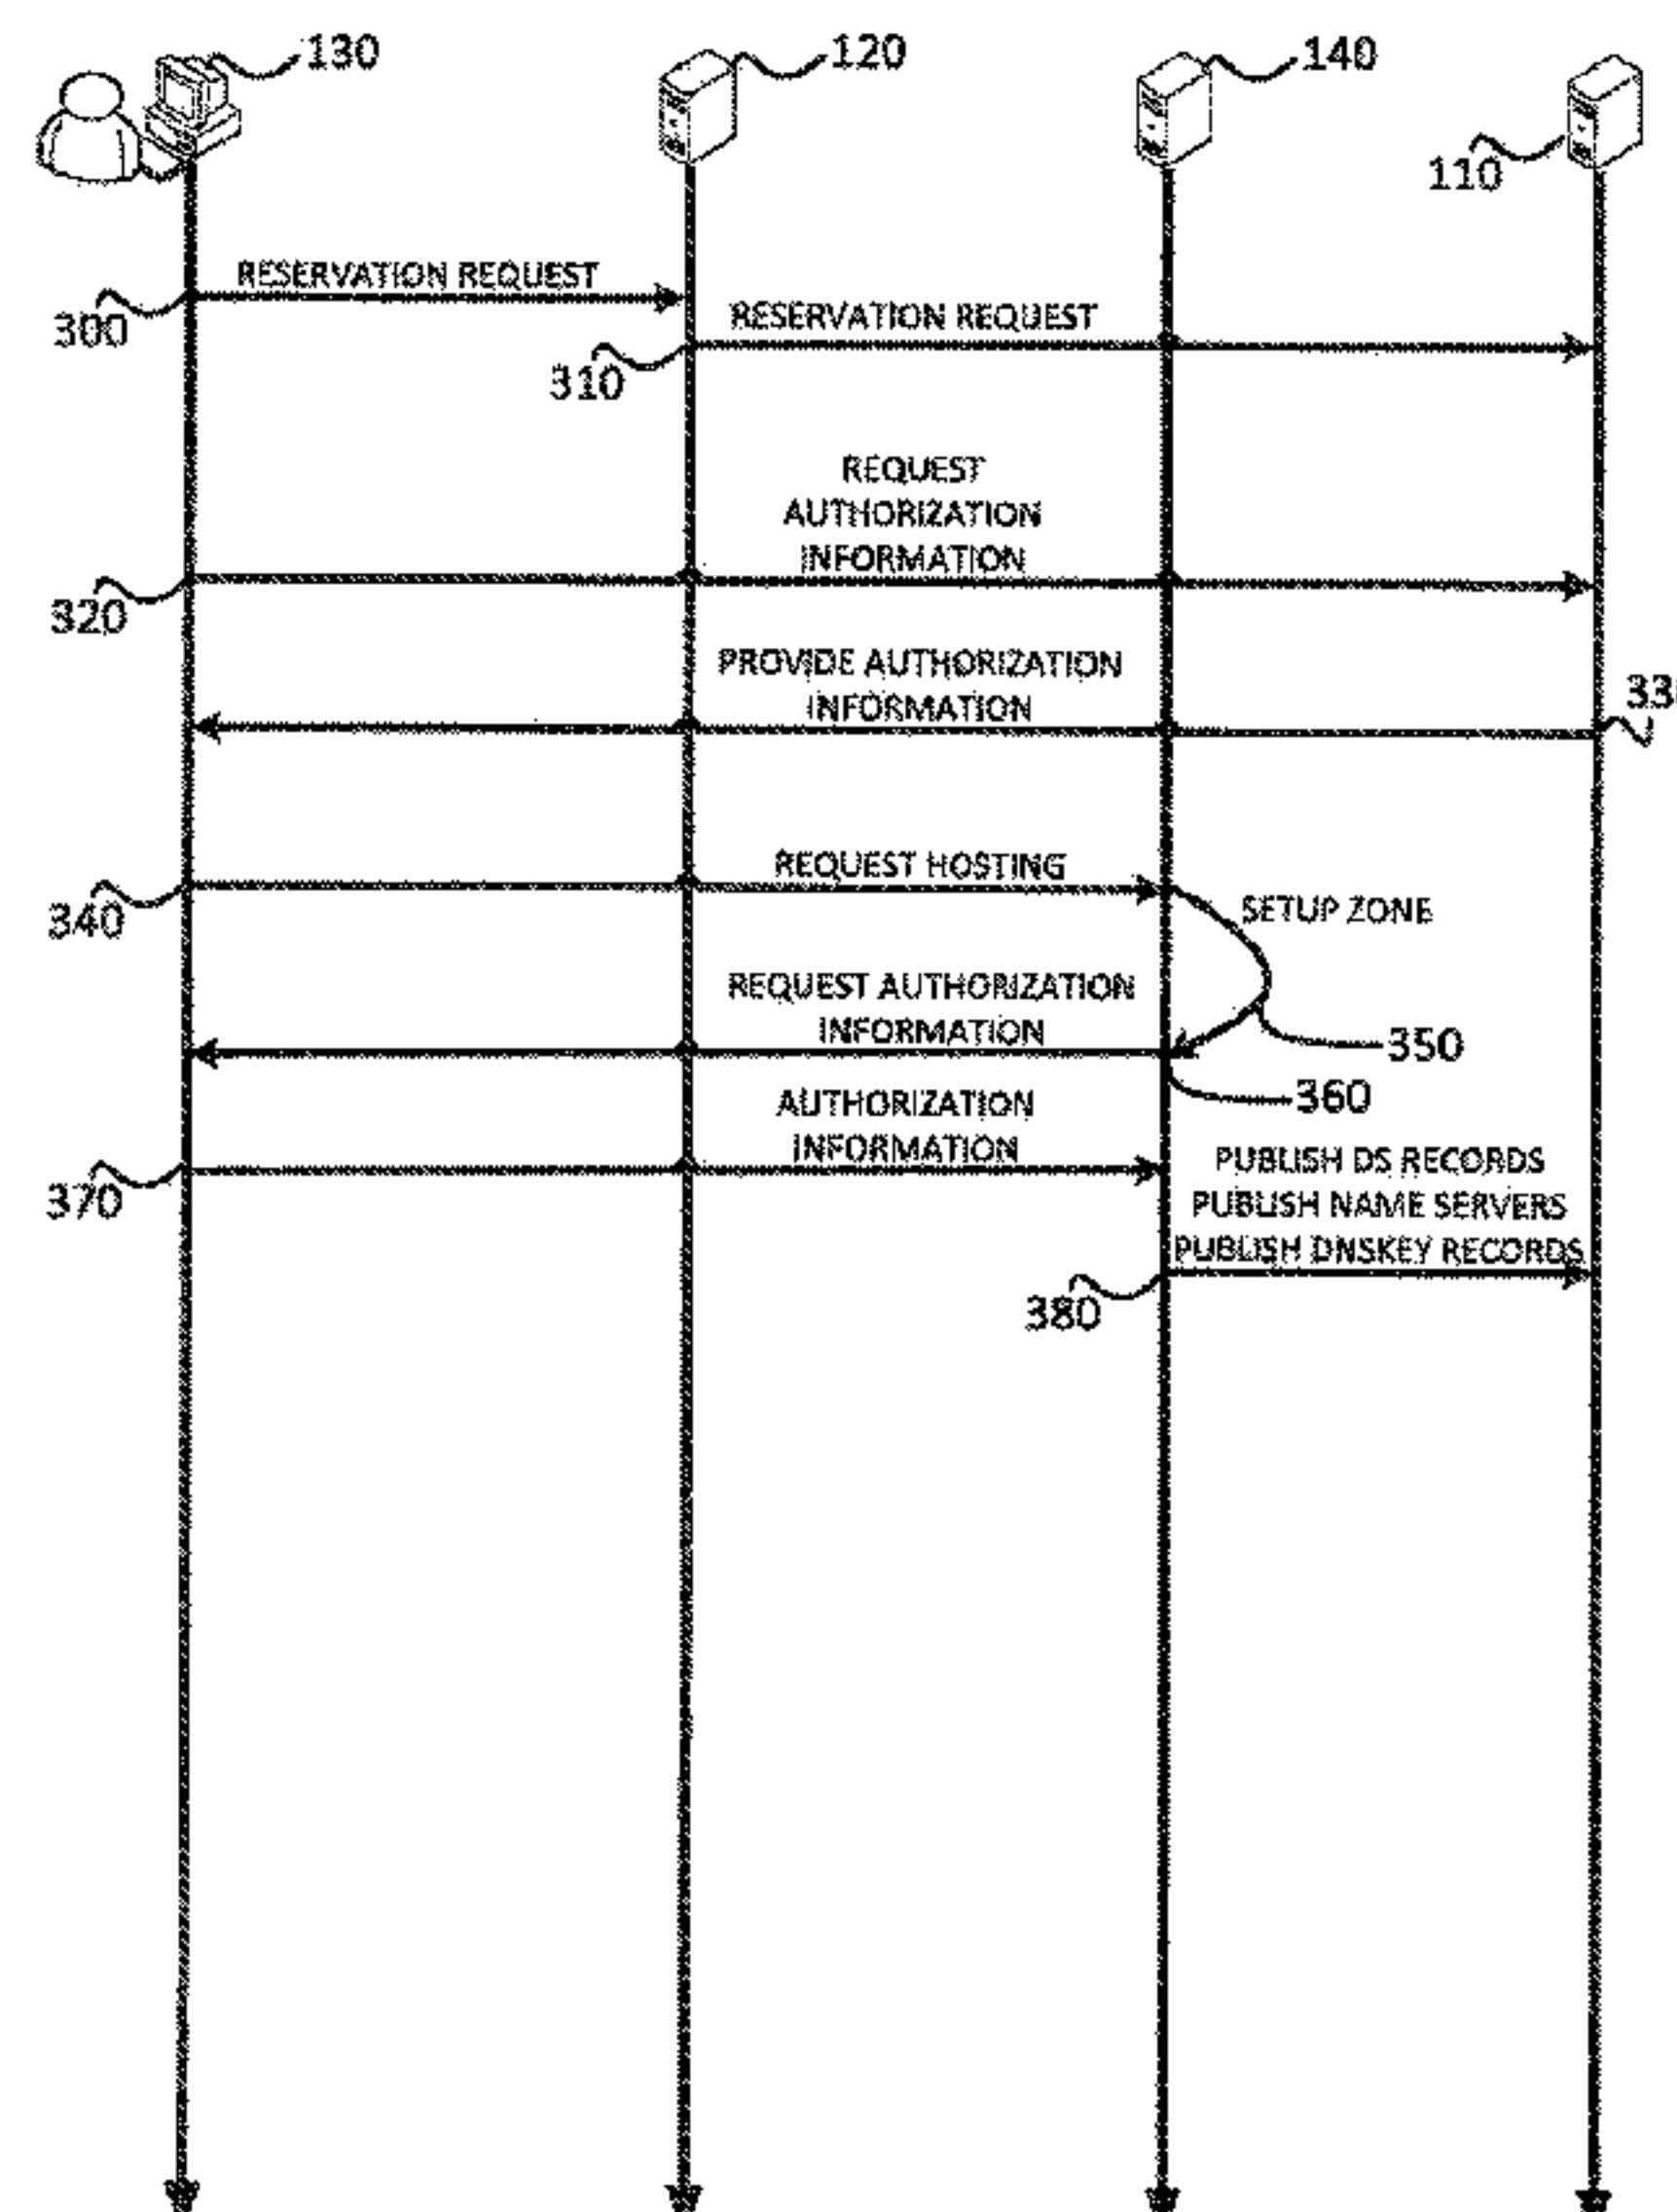 130
120
140
110
RESERVATION REQUEST
300
RESERVATION REQUEST
310
REQUEST
AUTHORIZATION
INFORMATION
320
PROVIDE AUTHORIZATION
INFORMATION
REQUEST HOSTING
340
SETUP ZONE
REQUEST AUTHORIZATION
INFORMATION
350
360
AUTHORIZATION
INFORMATION
370
PUBLISH DS RECORDS
PUBLISH NAME SERVERS
PUBLISH DNSKEY RECORDS
380